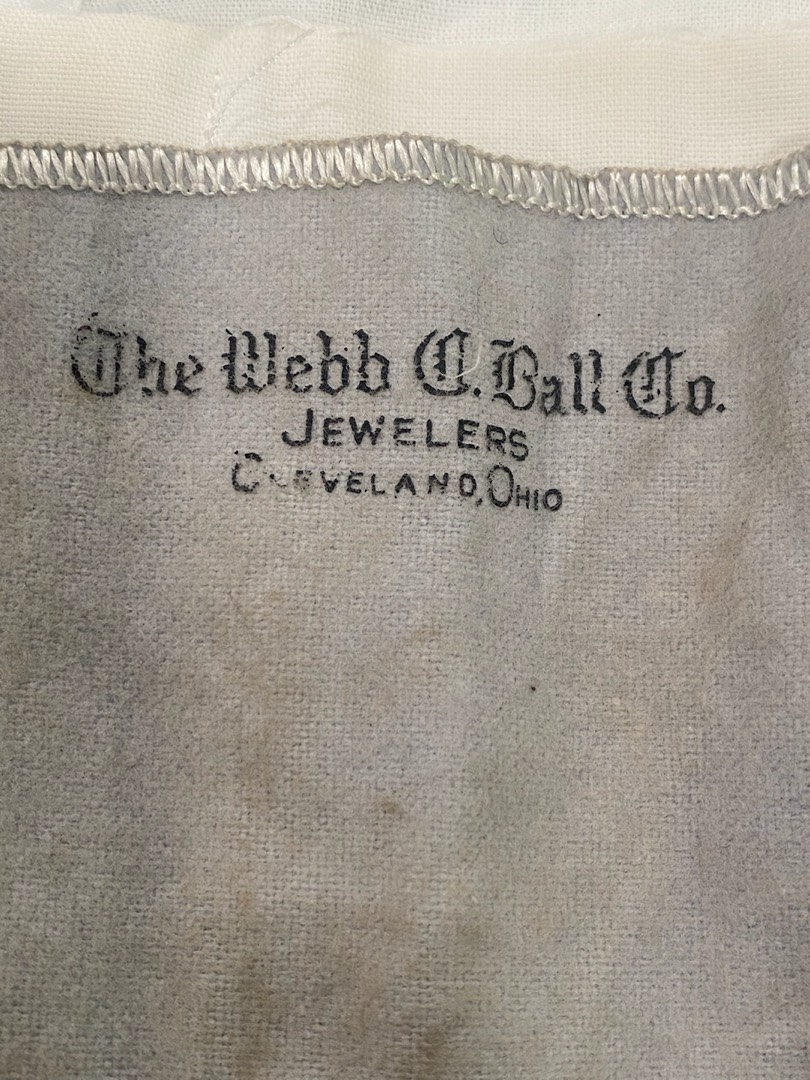 The Webb C. Ball Co.
JEWELERS
CLEVELAND, OHIO